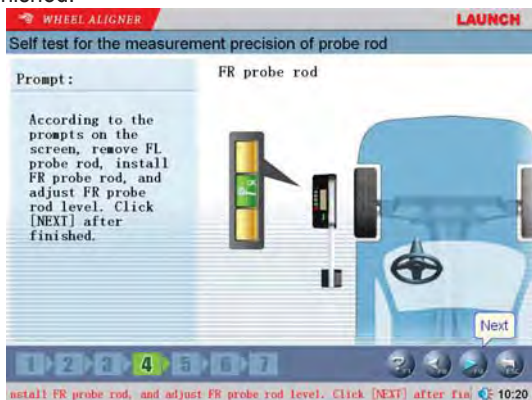 nished.
WHEEL ALIGNER
LAUNCH
Self test for the measurement precision of probe rod
Prompt:
FR probe rod
According to the
prompts on the
screen, remove FL
probe rod, install
FR probe rod, and
adjust FR probe
rod level. Click
[NEXT] after
finished.
OK
Next
1 2 3 4 5 6 7
nstall FR probe rod, and adjust FR probe rod level. Click [NEXT] after fin
10:20